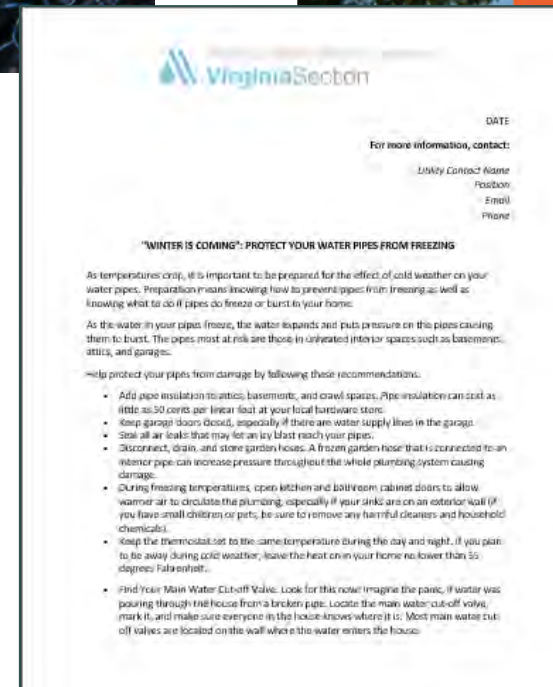 VirginiaSection
DATE
For more information, contact:
Utility Contact Name
Position
Email
Phone
"WINTER IS COMING": PROTECT YOUR WATER PIPES FROM FREEZING
As temperatures drop, it is important to be prepared for the effect of cold weather on your
water pipes. Preparation means knowing how to prevent pipes from freezing as well as
knowing what to do if pipes do freeze or burst in your home.
As the water in your pipes freeze, the water expands and puts pressure on the pipes causing
them to burst. The pipes most at risk are those in unheated interior spaces such as basements,
attics, and garages.
Help protect your pipes from damage by following these recommendations.
• Add pipe insulation to attics, basements, and crawl spaces. Pipe insulation can cost as
little as 50 cents per linear foot at your local hardware store.
• Keep garage doors closed, especially if there are water supply lines in the garage.
• Seal all air leaks that may let an icy blast reach your pipes.
• Disconnect, drain, and store garden hoses. A frozen garden hose that is connected to an
interior pipe can increase pressure throughout the whole plumbing system causing
damage.
• During freezing temperatures, open kitchen and bathroom cabinet doors to allow
warmer air to circulate the plumbing, especially if your sinks are on an exterior wall (if
you have small children or pets, be sure to remove any harmful cleaners and household
chemicals).
• Keep the thermostat set to the same temperature during the day and night. If you plan
to be away during cold weather, leave the heat on in your home no lower than 55
degrees Fahrenheit.
• Find Your Main Water Cut-off Valve. Look for this now! Imagine the panic, if water was
pouring through the house from a broken pipe. Locate the main water cut-off valve,
mark it, and make sure everyone in the house knows where it is. Most main water cut-
off valves are located on the wall where the water enters the house.